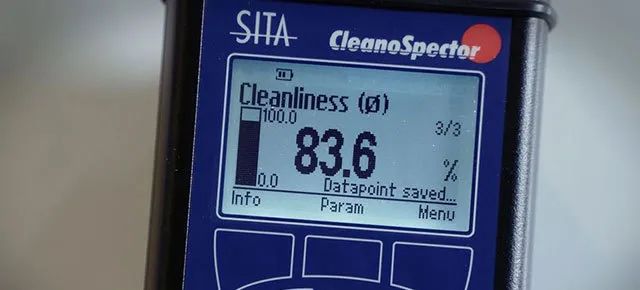 SITA CleanoSpector
Cleanliness (ø)
100.0
3/3
83.6 %
0.0 Datapoint saved...
Info Param Menu